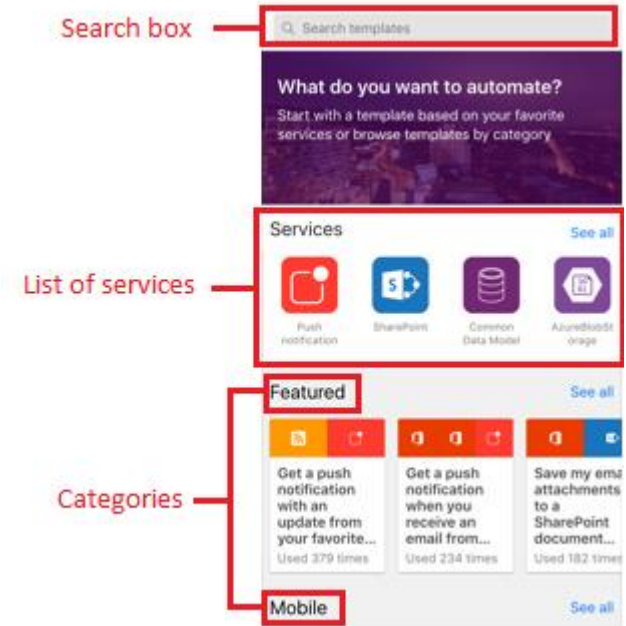 Search box
Search templates
What do you want to automate?
Start with a template based on your favorite
services or browse templates by category
Services
See all
List of services
Push
notification
SharePoint
Common
Data Model
AzureBlobSt
orage
Featured
See all
Categories
Get a push
notification
with an
update from
your favorite...
Used 379 times
Get a push
notification
when you
receive an
email from...
Used 234 times
Save my ema
attachments
to a
SharePoint
document...
Used 182 times
Mobile
See all